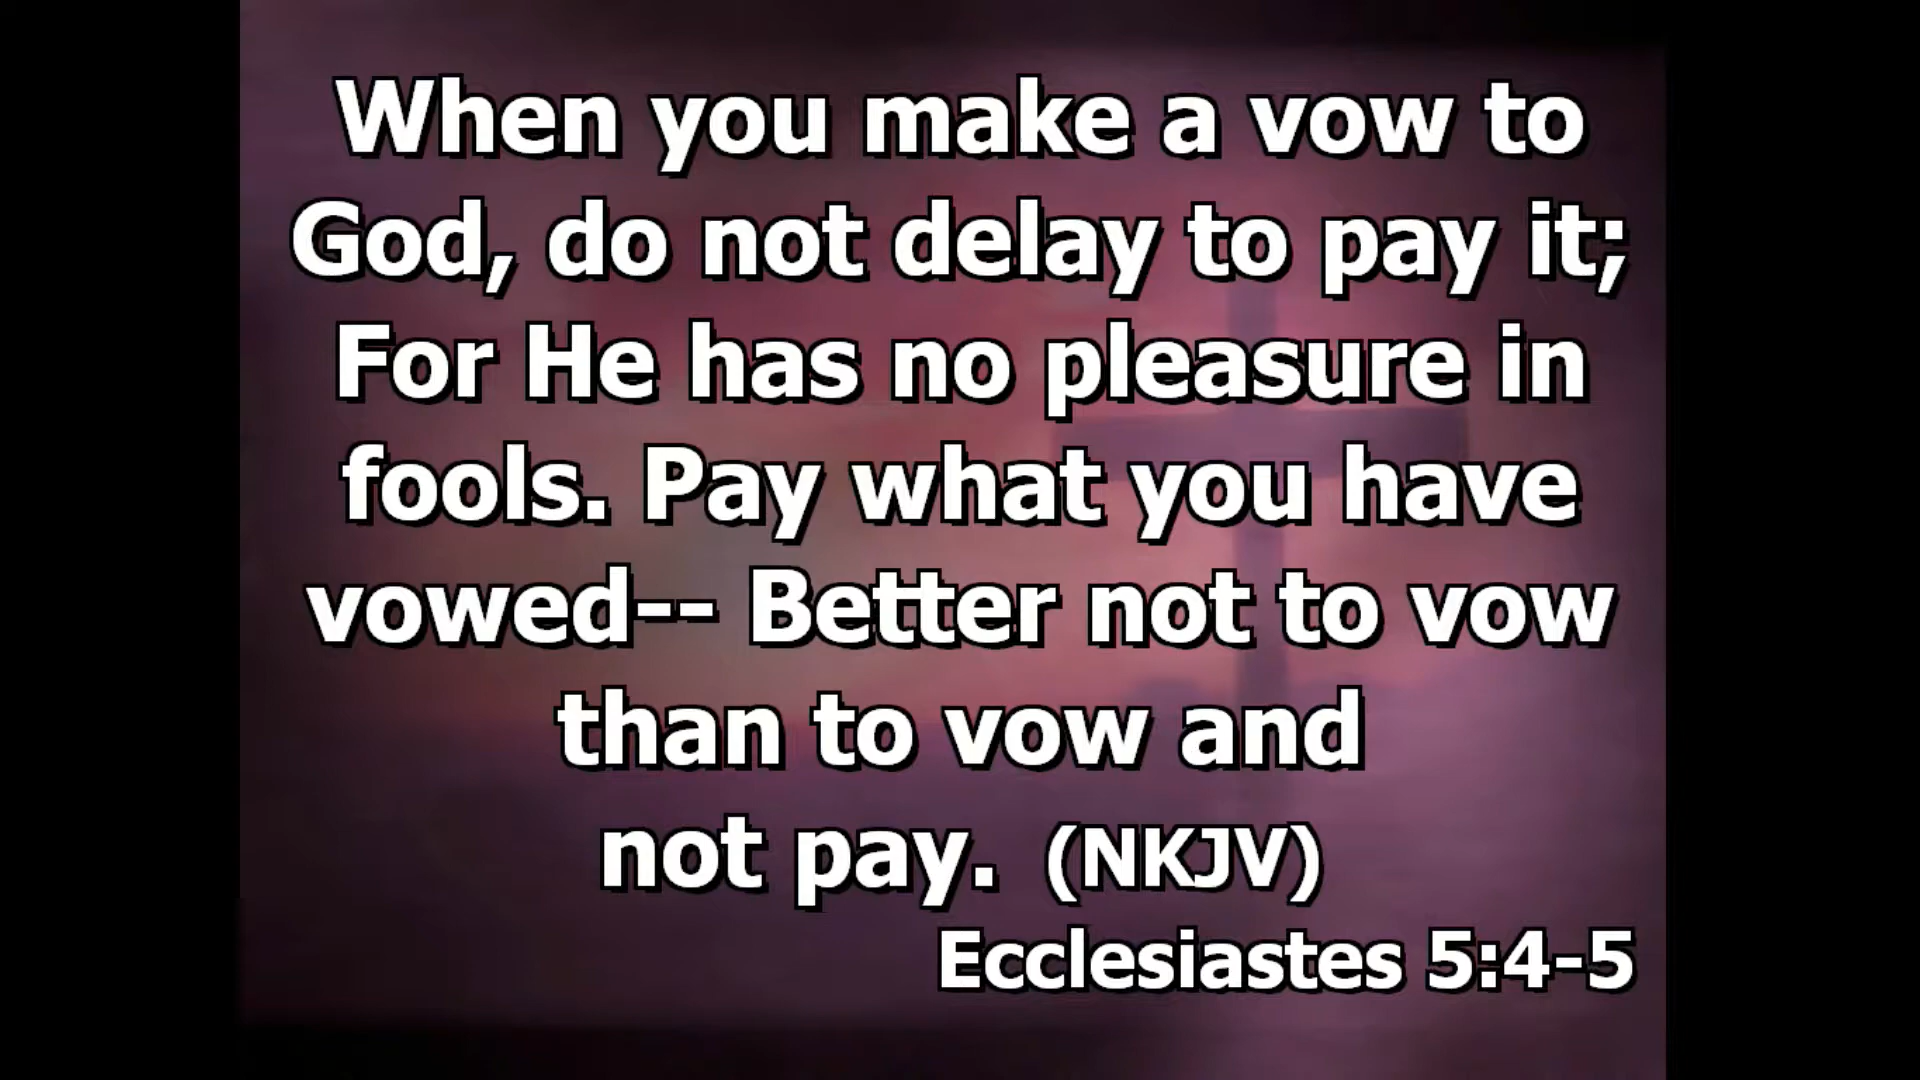 When you make a vow to
God, do not delay to pay it;
For He has no pleasure in
fools. Pay what you have
vowed-- Better not to vow
than to vow and
not pay. (NKJV)
Ecclesiastes 5:4-5